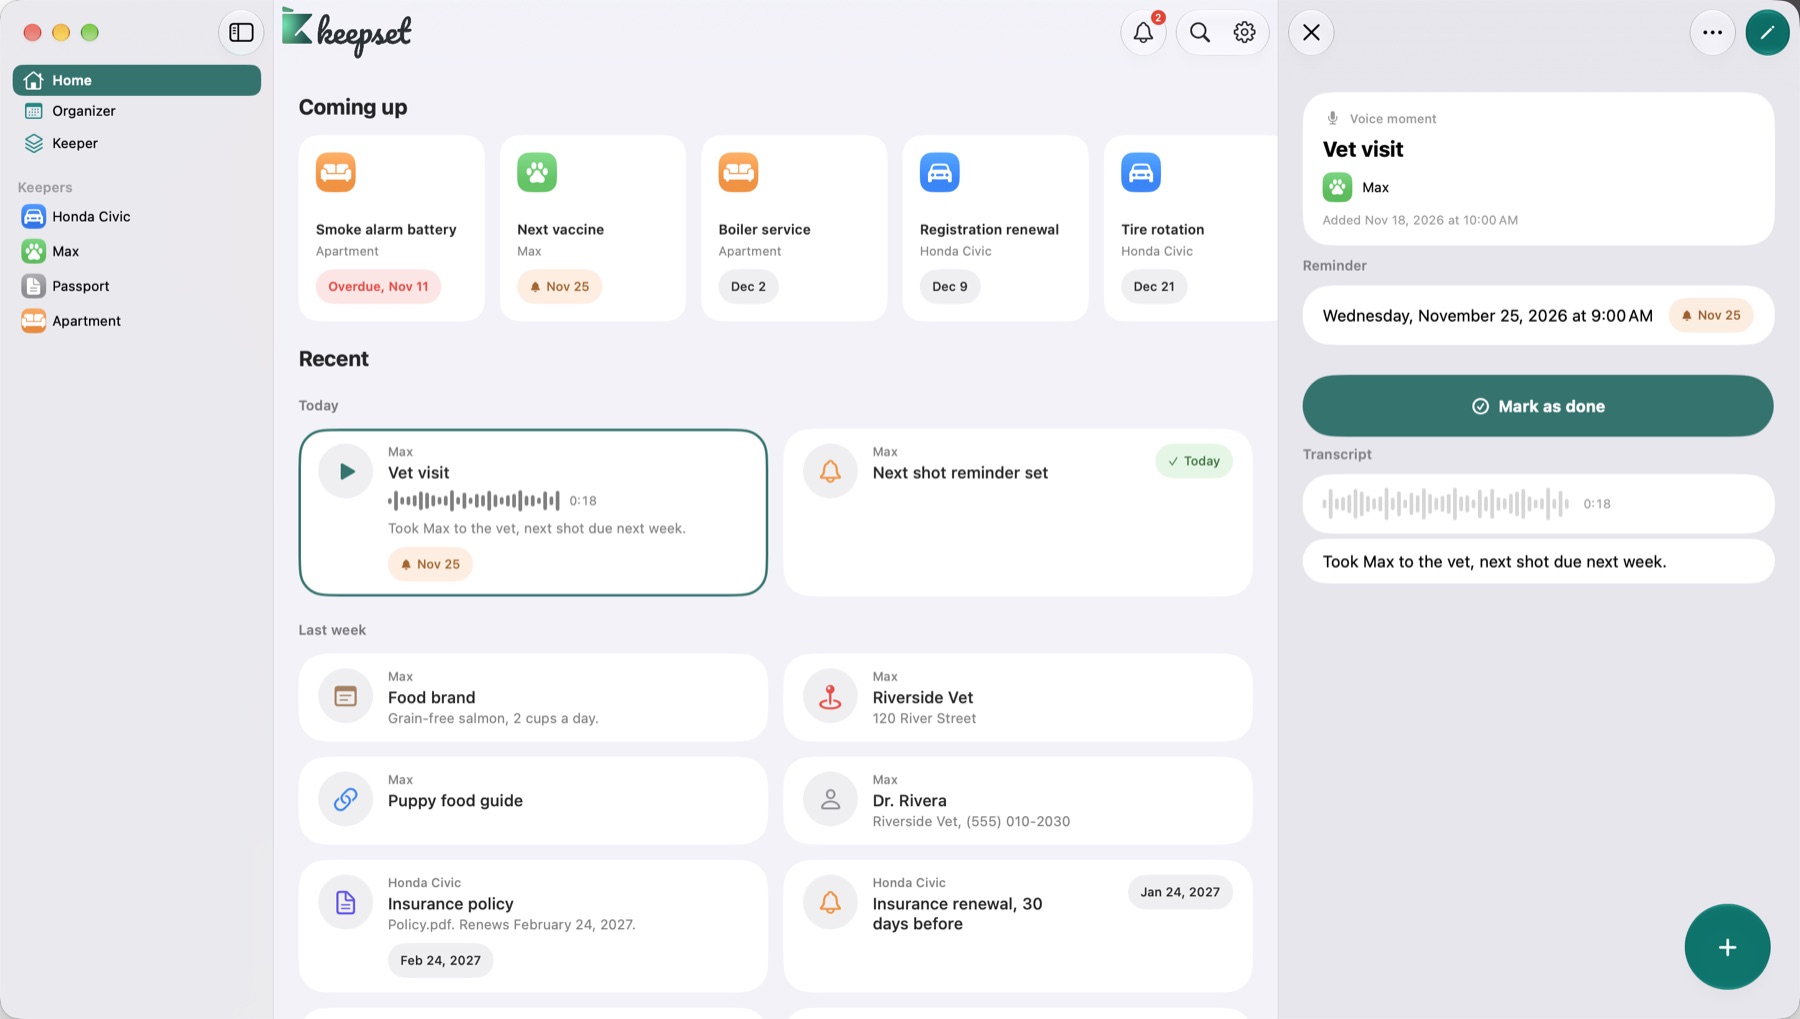 Home
Organizer
Keeper
Keepers
Honda Civic
Max
Passport
Apartment
keepset
2
Coming up
Smoke alarm battery
Apartment
Overdue, Nov 11
Next vaccine
Max
Nov 25
Boiler service
Apartment
Dec 2
Registration renewal
Honda Civic
Dec 9
Tire rotation
Honda Civic
Dec 21
Recent
Today
Max
Vet visit
0:18
Took Max to the vet, next shot due next week.
Nov 25
Max
Next shot reminder set
Today
Last week
Max
Food brand
Grain-free salmon, 2 cups a day.
Max
Riverside Vet
120 River Street
Max
Puppy food guide
Max
Dr. Rivera
Riverside Vet, (555) 010-2030
Honda Civic
Insurance policy
Policy.pdf. Renews February 24, 2027.
Feb 24, 2027
Honda Civic
Insurance renewal, 30
days before
Jan 24, 2027
Voice moment
Vet visit
Max
Added Nov 18, 2026 at 10:00 AM
Reminder
Wednesday, November 25, 2026 at 9:00 AM
Nov 25
Mark as done
Transcript
0:18
Took Max to the vet, next shot due next week.